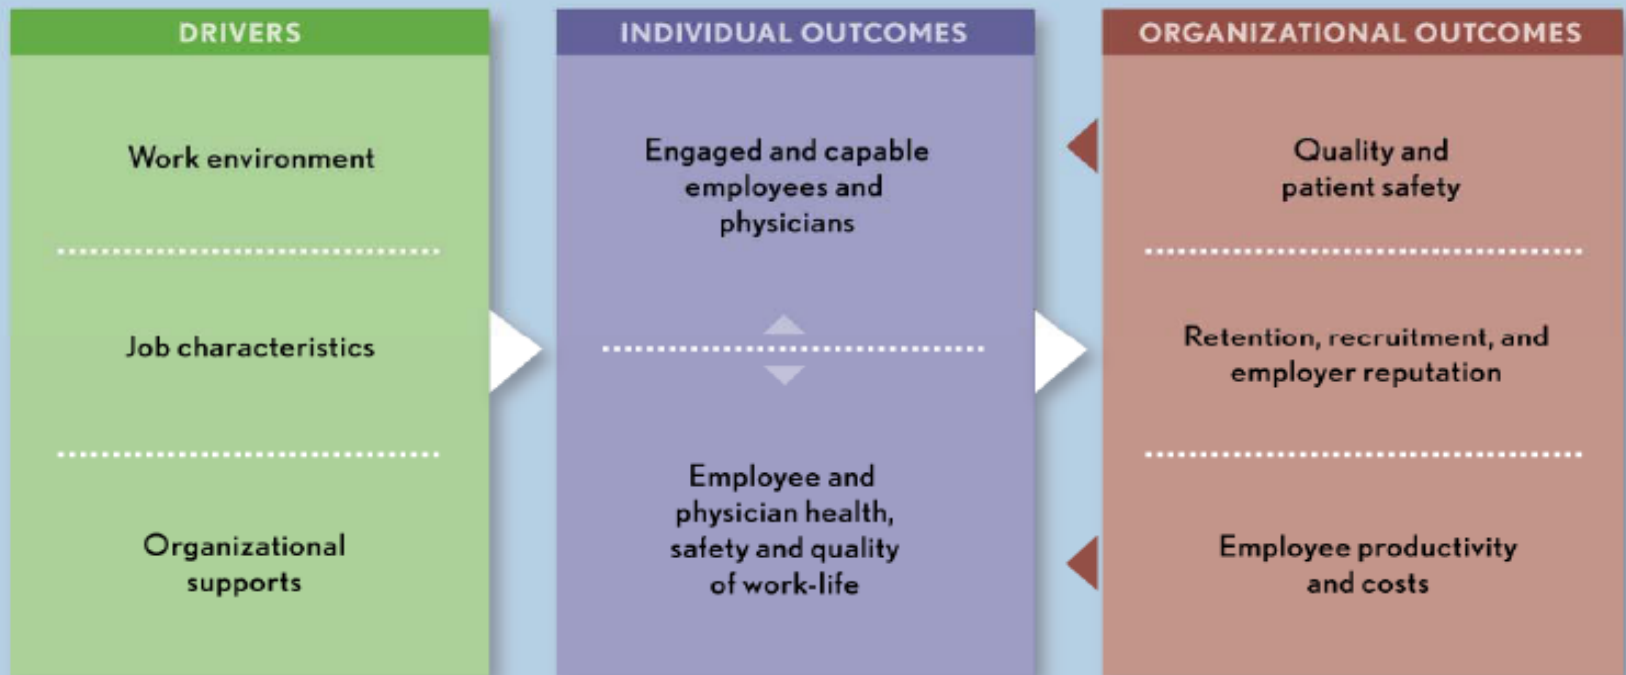 DRIVERS
Work environment
Job characteristics
Organizational
supports
INDIVIDUAL OUTCOMES
Engaged and capable
employees and
physicians
Employee and
physician health,
safety and quality
of work-life
ORGANIZATIONAL OUTCOMES
Quality and
patient safety
Retention, recruitment, and
employer reputation
Employee productivity
and costs